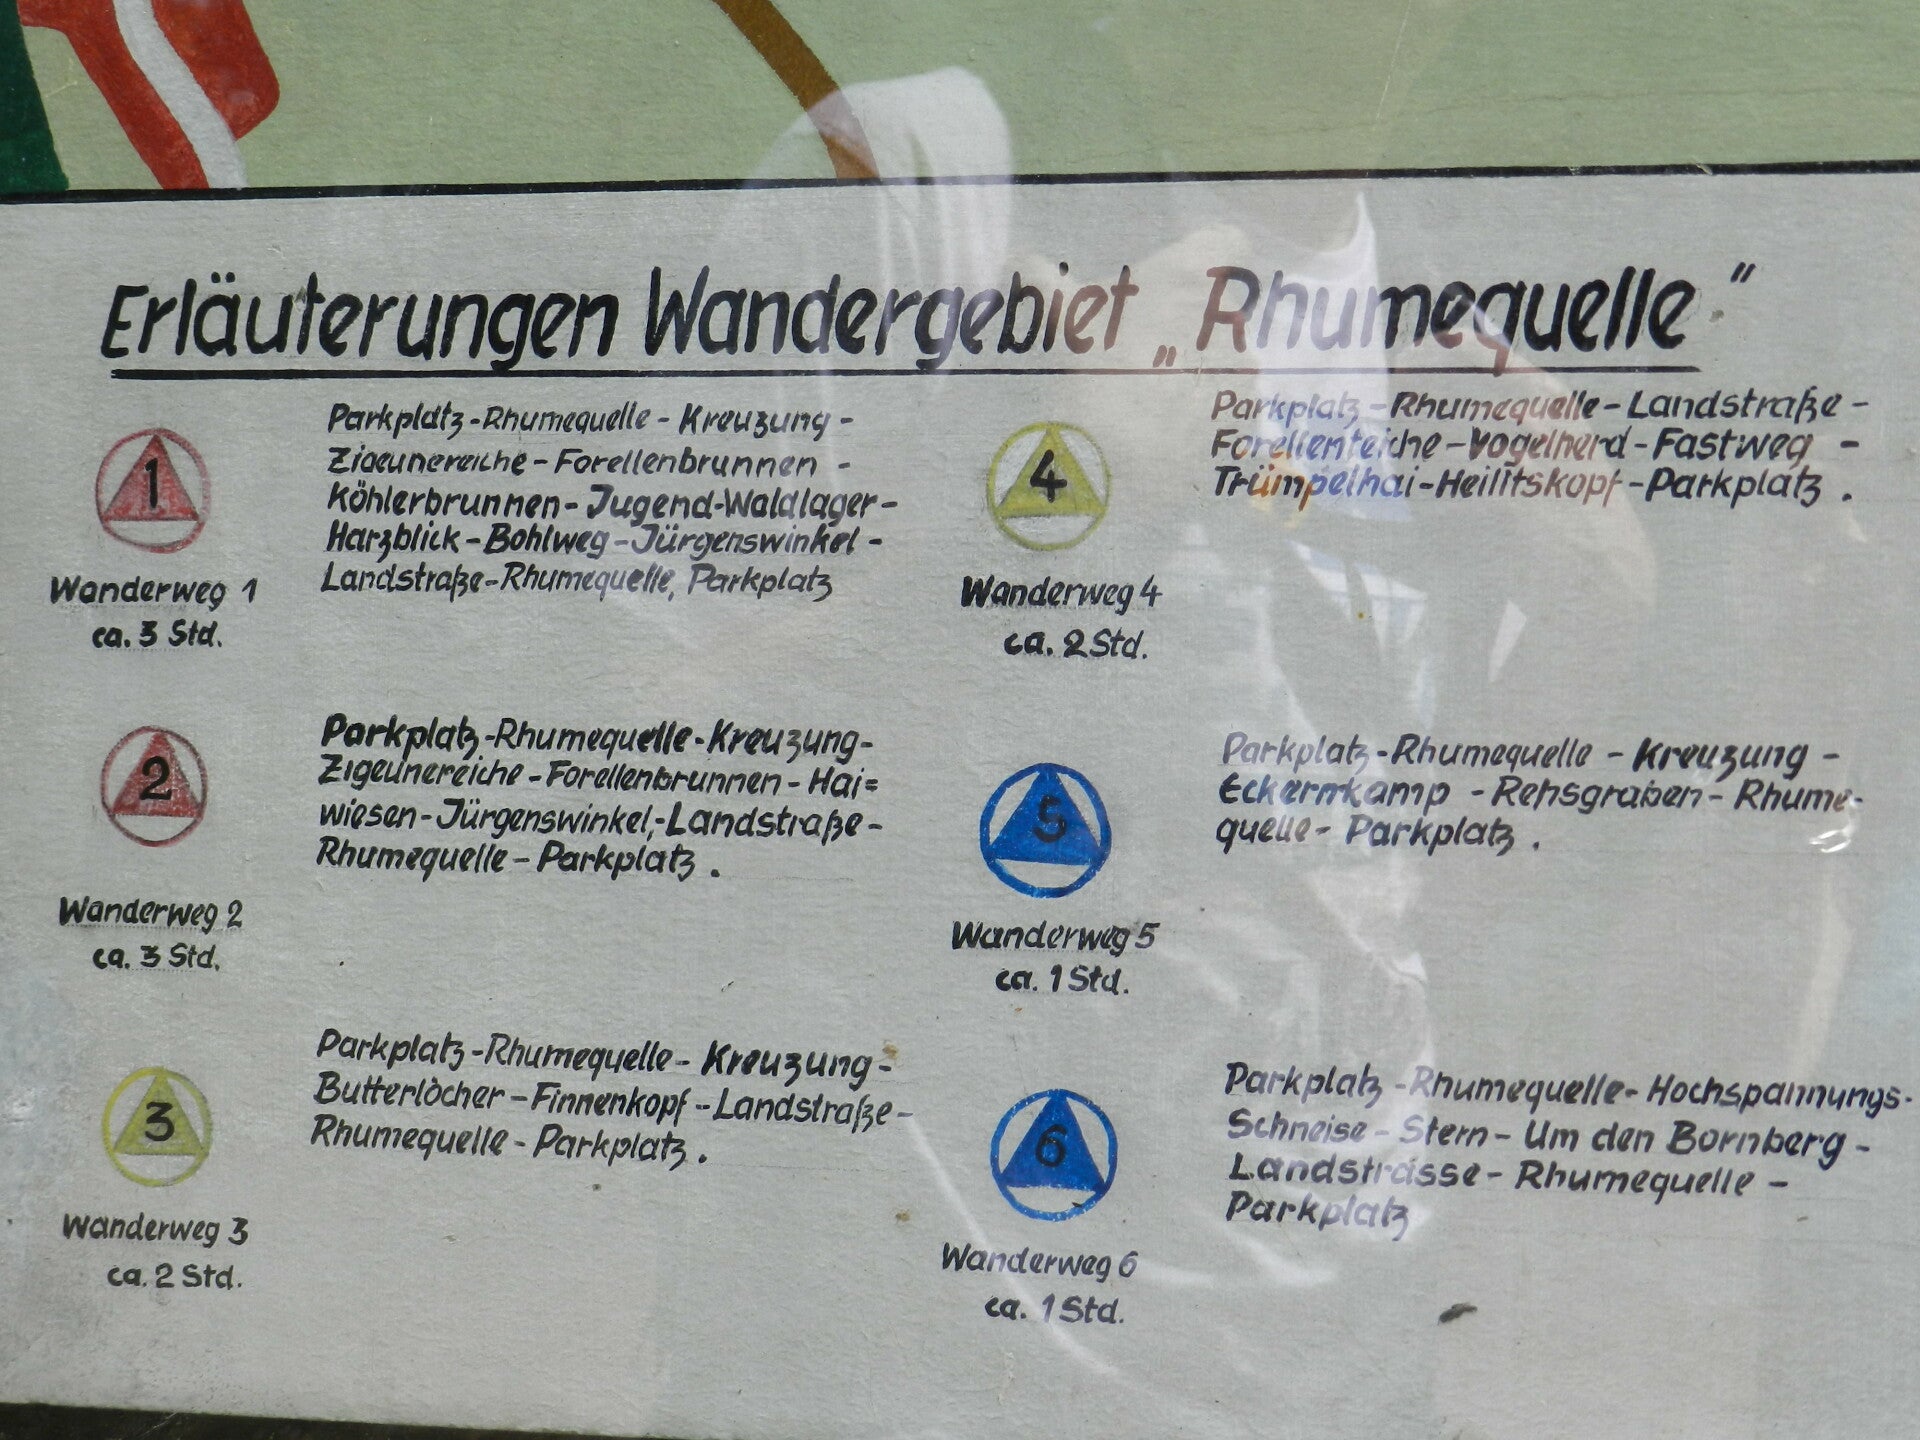 Erläuterungen Wandergebiet „Rhumequelle"
1
Wanderweg 1
ca. 3 Std.
Parkplatz-Rhumequelle-Kreuzung-
Zigeunereiche-Forellenbrunnen-
Köhlerbrunnen-Jugend-Waldlager-
Harzblick-Bohlweg-Jürgenswinkel-
Landstraße-Rhumequelle, Parkplatz
2
Wanderweg 2
ca. 3 Std.
Parkplatz-Rhumequelle-Kreuzung-
Zigeunereiche-Forellenbrunnen-Hai=
wiesen-Jürgenswinkel,-Landstraße-
Rhumequelle-Parkplatz.
3
Wanderweg 3
ca. 2 Std.
Parkplatz-Rhumequelle-Kreuzung-
Butterlöcher-Finnenkopf-Landstraße-
Rhumequelle-Parkplatz.
4
Wanderweg 4
ca. 2 Std.
Parkplatz-Rhumequelle-Landstraße-
Forellenteiche-Vogelherd-Fastweg-
Trümpelhai-Heilitskopf-Parkplatz.
5
Wanderweg 5
ca. 1 Std.
Parkplatz-Rhumequelle-Kreuzung-
Eckernkamp-Rehsgraben-Rhume-
quelle-Parkplatz.
6
Wanderweg 6
ca. 1 Std.
Parkplatz-Rhumequelle-Hochspannungs-
Schneise-Stern-Um den Bornberg-
Landstrasse-Rhumequelle-
Parkplatz